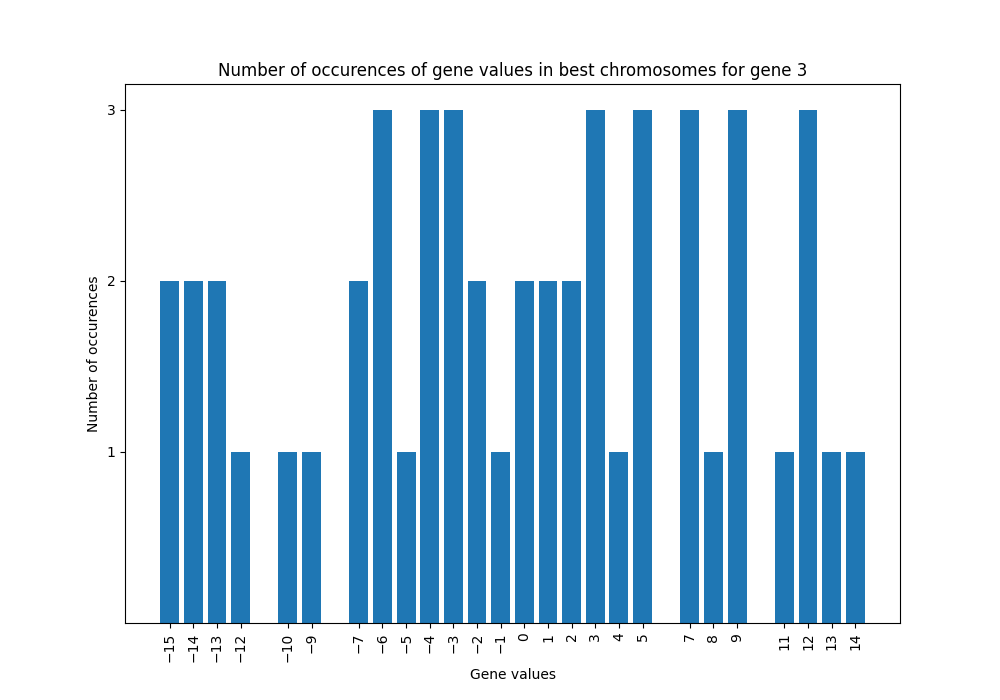 Number of occurences of gene values in best chromosomes for gene 3
Number of occurences
3
2
1
−15 −14 −13 −12 −10 −9 −7 −6 −5 −4 −3 −2 −1 0 1 2 3 4 5 7 8 9 11 12 13 14
Gene values